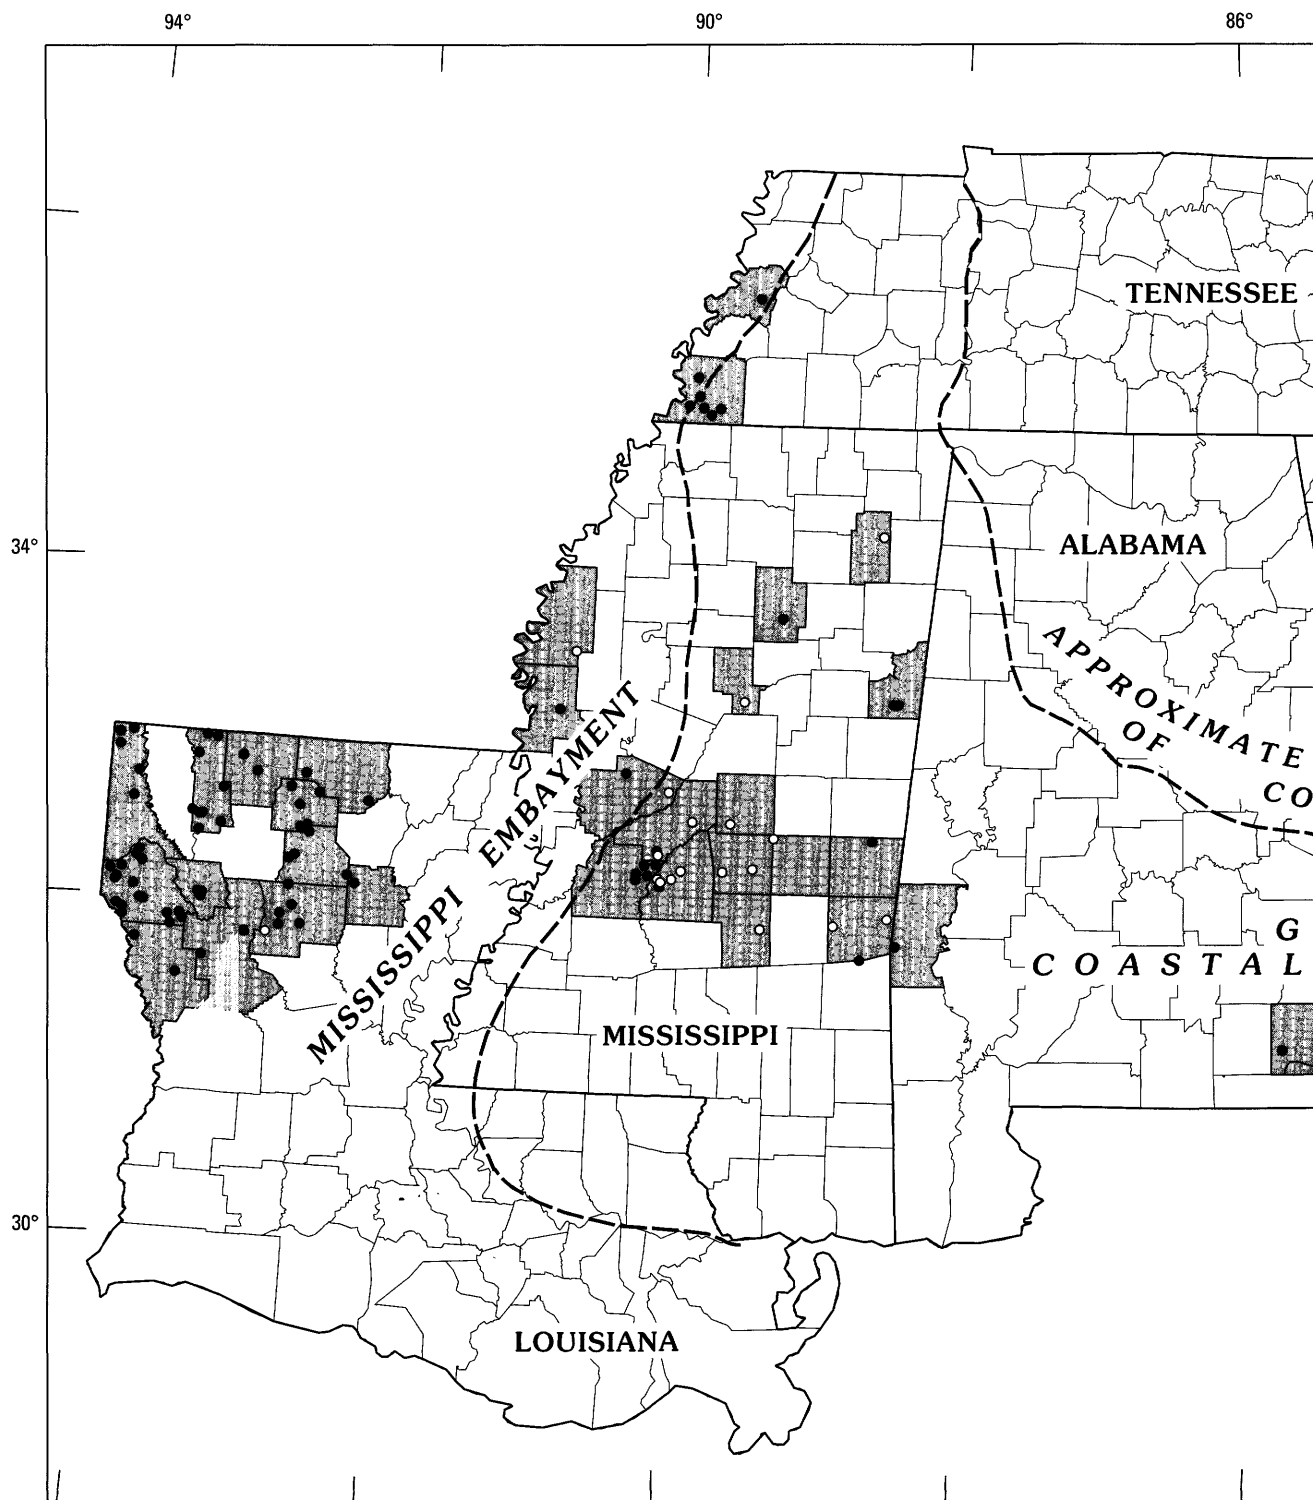 94° 90° 86°
TENNESSEE
34°
ALABAMA
APPROXIMATE
OF
CO
MISSISSIPPI EMBAYMENT
G
COASTAL
MISSISSIPPI
30°
LOUISIANA